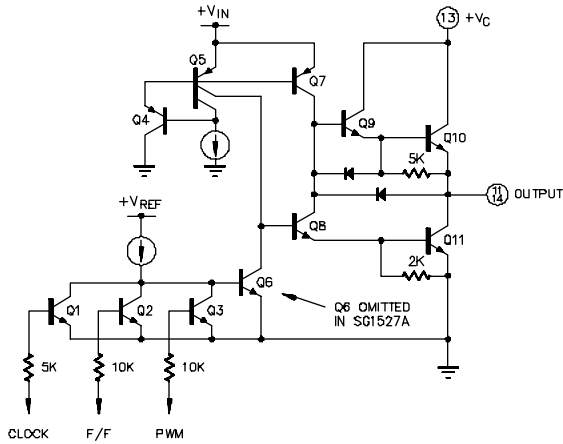 +VIN
13
+VC
Q5
Q7
Q4
Q9
Q10
5K
11
14
OUTPUT
+VREF
Q8
Q11
2K
Q6
Q1
Q2
Q3
Q6 OMITTED
IN SG1527A
5K
10K
10K
CLOCK
F/F
PWM